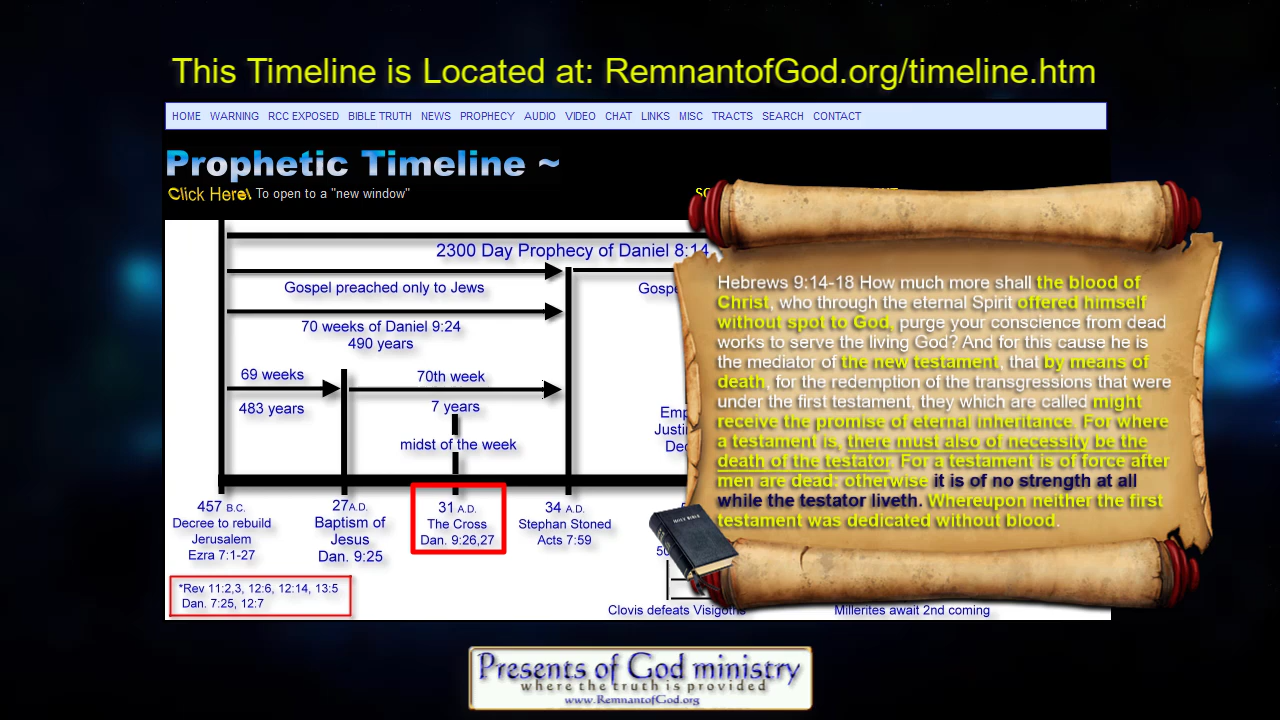 This Timeline is Located at: RemnantofGod.org/timeline.htm
HOME WARNING RCC EXPOSED BIBLE TRUTH NEWS PROPHECY AUDIO VIDEO CHAT LINKS MISC TRACTS SEARCH CONTACT
Prophetic Timeline ~
Click Here! To open to a "new window"
2300 Day Prophecy of Daniel 8:14
Gospel preached only to Jews
70 weeks of Daniel 9:24
490 years
69 weeks
483 years
70th week
7 years
midst of the week
457 B.C.
Decree to rebuild
Jerusalem
Ezra 7:1-27
27A.D.
Baptism of
Jesus
Dan. 9:25
31 A.D.
The Cross
Dan. 9:26,27
34 A.D.
Stephan Stoned
Acts 7:59
*Rev 11:2,3, 12:6, 12:14, 13:5
Dan. 7:25, 12:7
Clovis defeats Visigoths
Millerites await 2nd coming
Hebrews 9:14-18 How much more shall the blood of
Christ, who through the eternal Spirit offered himself
without spot to God, purge your conscience from dead
works to serve the living God? And for this cause he is
the mediator of the new testament, that by means of
death, for the redemption of the transgressions that were
under the first testament, they which are called might
receive the promise of eternal inheritance. For where
a testament is, there must also of necessity be the
death of the testator. For a testament is of force after
men are dead: otherwise it is of no strength at all
while the testator liveth. Whereupon neither the first
testament was dedicated without blood.
HOLY BIBLE
Presents of God ministry
where the truth is provided
www.RemnantofGod.org